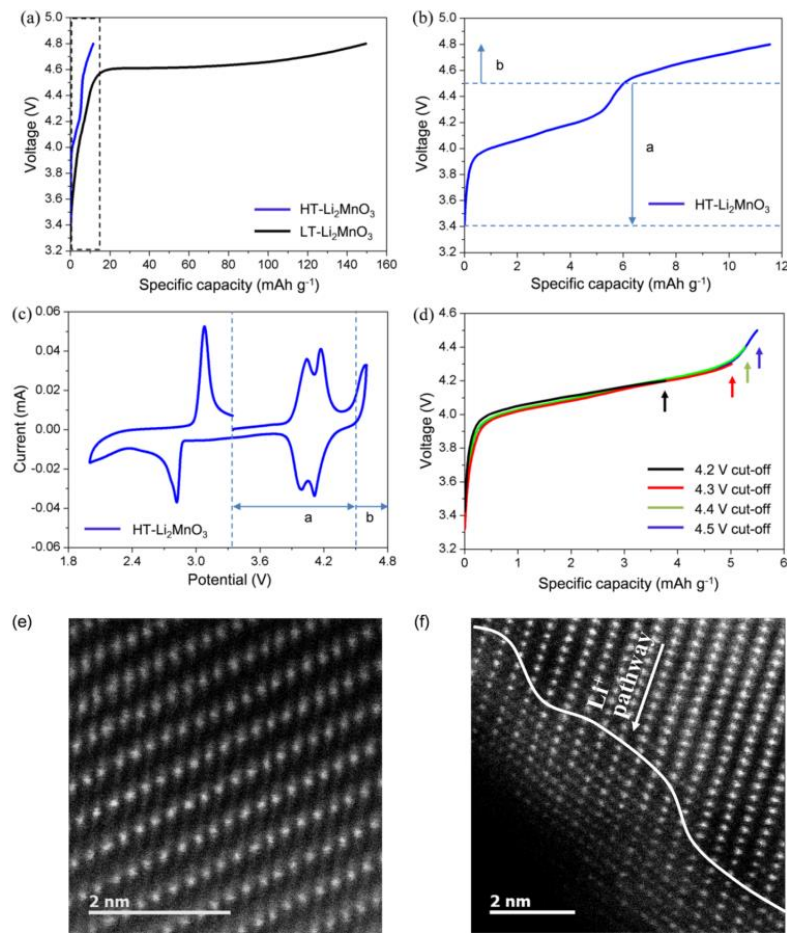 (a)
5.0
4.8
4.6
4.4
4.2
4.0
3.8
3.6
3.4
3.2
Voltage (V)
HT-Li₂MnO₃
LT-Li₂MnO₃
0 20 40 60 80 100 120 140 160
Specific capacity (mAh g⁻¹)
(b)
5.0
4.8
4.6
4.4
4.2
4.0
3.8
3.6
3.4
3.2
Voltage (V)
b
a
HT-Li₂MnO₃
0 2 4 6 8 10 12
Specific capacity (mAh g⁻¹)
(c)
0.06
0.04
0.02
0.00
-0.02
-0.04
-0.06
Current (mA)
a b
HT-Li₂MnO₃
1.8 2.4 3.0 3.6 4.2 4.8
Potential (V)
(d)
4.6
4.4
4.2
4.0
3.8
3.6
3.4
3.2
Voltage (V)
4.2 V cut-off
4.3 V cut-off
4.4 V cut-off
4.5 V cut-off
0 1 2 3 4 5 6
Specific capacity (mAh g⁻¹)
(e)
2 nm
(f)
Li⁺
pathway
2 nm